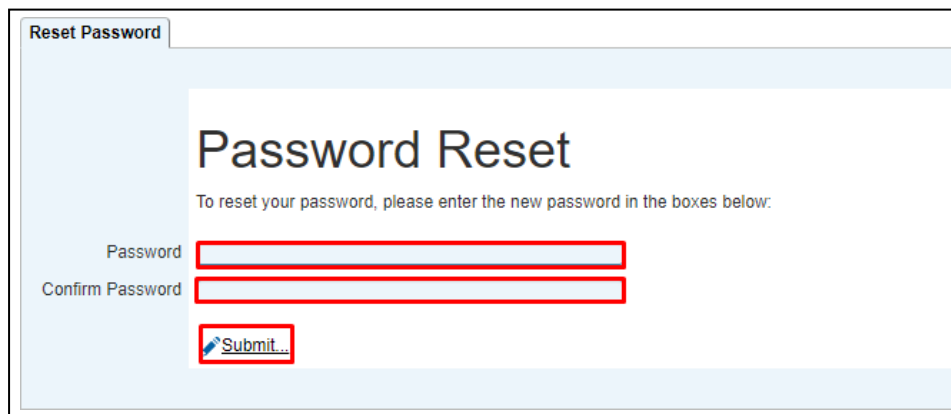 Reset Password
Password Reset
To reset your password, please enter the new password in the boxes below:
Password
Confirm Password
Submit...